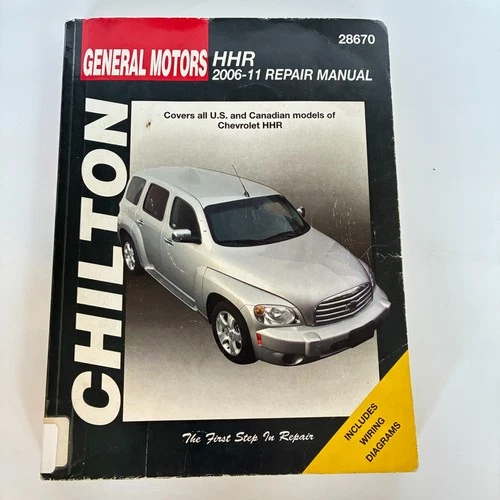 28670
GENERAL MOTORS
HHR
2006-11 REPAIR MANUAL
Covers all U.S. and Canadian models of
Chevrolet HHR
CHILTON
The First Step In Repair
INCLUDES
WIRING
DIAGRAMS